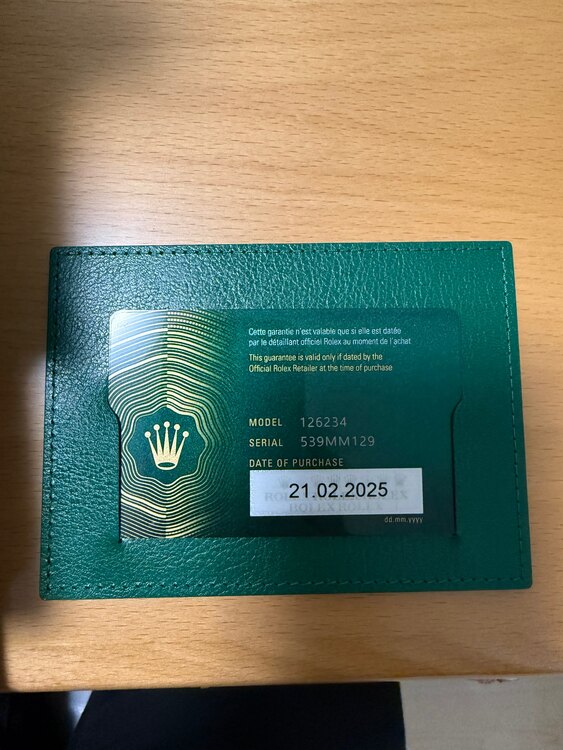 Cette garantie n'est valable que si elle est datée
par le détaillant officiel Rolex au moment de l'achat
This guarantee is valid only if dated by the
Official Rolex Retailer at the time of purchase
MODEL 126234
SERIAL 539MM129
DATE OF PURCHASE
21.02.2025
ROLEX ROLEX
dd.mm.yyyy